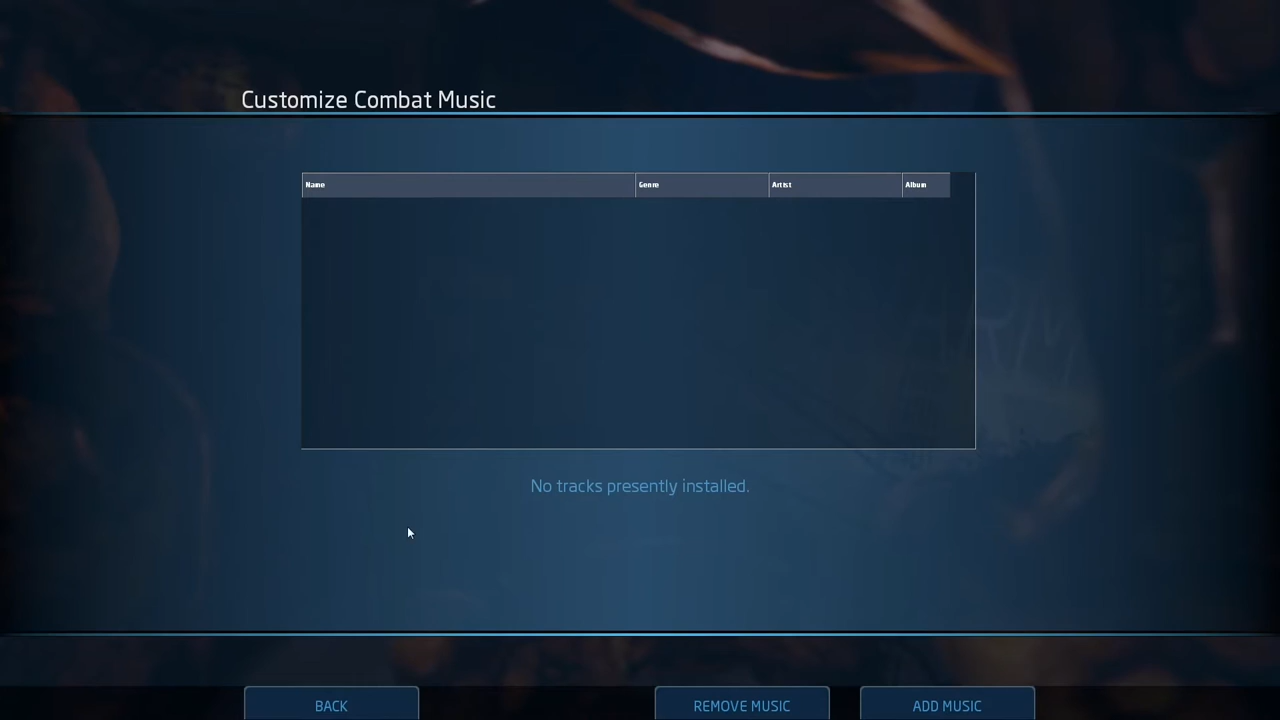 Customize Combat Music
Name Genre Artist Album
No tracks presently installed.
BACK REMOVE MUSIC ADD MUSIC